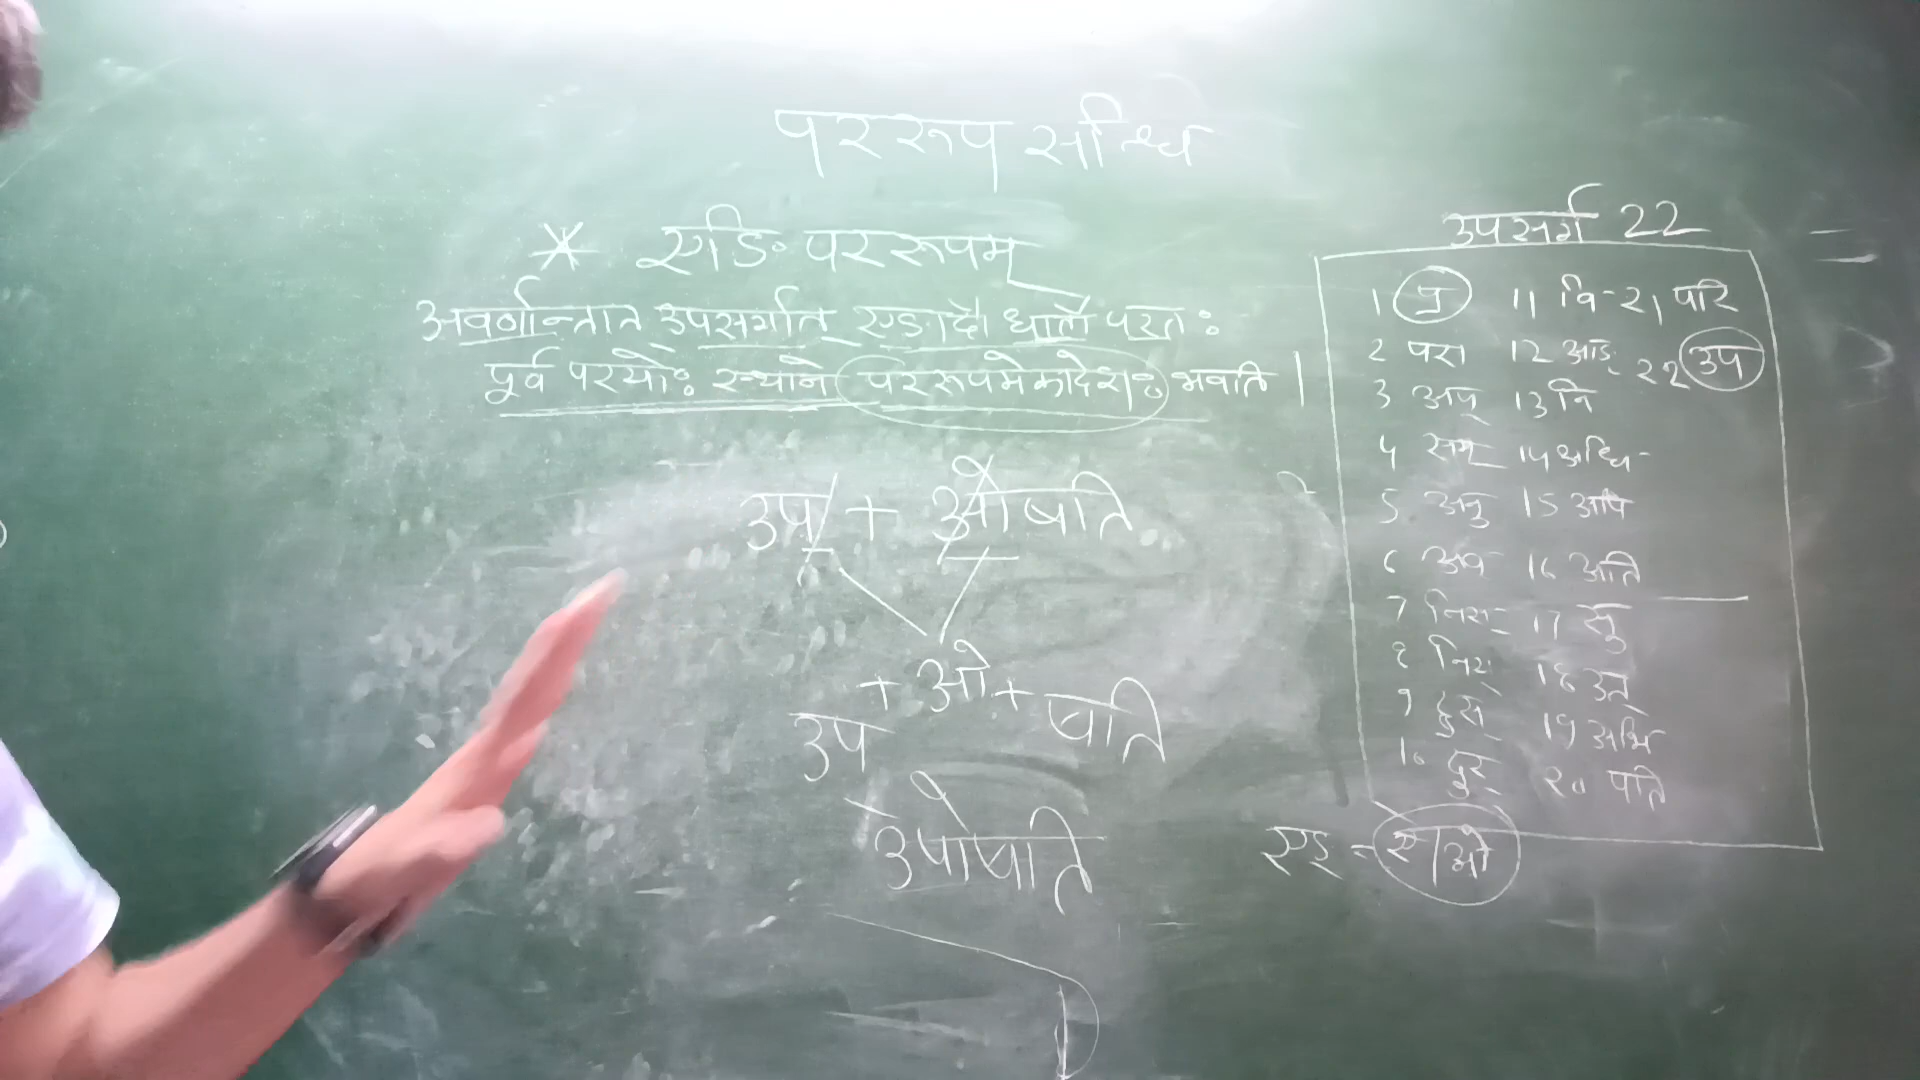 पररूप सन्धि
* एङि पररूपम्
अवर्णान्तात् उपसर्गात् एङादौ धातौ परतः
पूर्व परयोः स्थाने पररूपमेकादेशः भवति ।
उप + ओषति
उप + ओ + षति
उपोषति
उपसर्ग 22
1 प्र 11 वि 21 परि
2 परा 12 आङ् 22 उप
3 अप् 13 नि
4 सम् 14 अधि
5 अनु 15 अपि
6 अव 16 अति
7 निस् 17 सु
8 निर् 18 उत्
9 दुस् 19 अभि
10 दुर् 20 प्रति
एङ् = ए/ओ